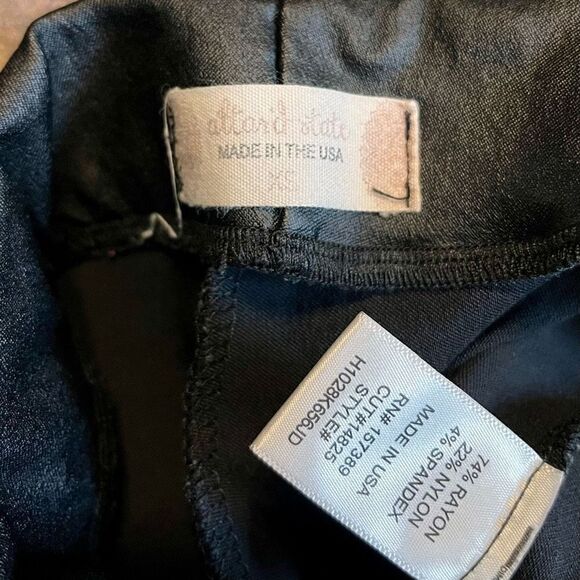 altar'd state
MADE IN THE USA
XS
74% RAYON
22% NYLON
4% SPANDEX
MADE IN USA
RN# 157389
CUT#14825
STYLE#
H1028K656JD